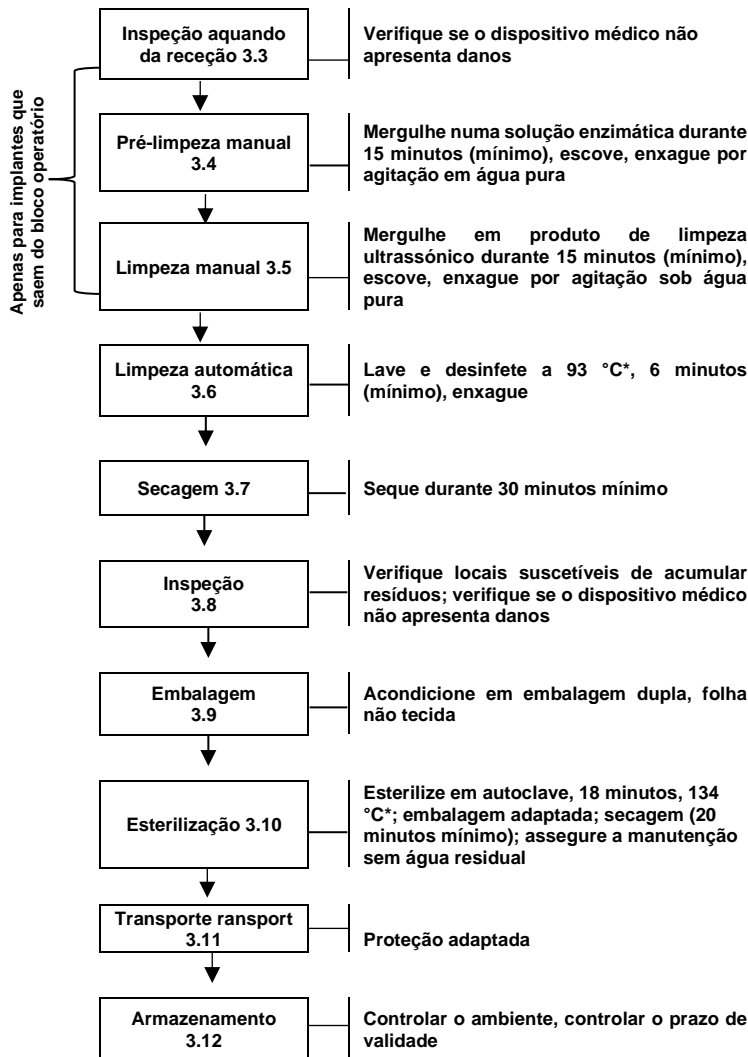 Apenas para implantes que
saem do bloco operatório
Inspeção aquando
da receção 3.3
Verifique se o dispositivo médico não
apresenta danos
Pré-limpeza manual
3.4
Mergulhe numa solução enzimática durante
15 minutos (mínimo), escove, enxague por
agitação em água pura
Limpeza manual 3.5
Mergulhe em produto de limpeza
ultrassónico durante 15 minutos (mínimo),
escove, enxague por agitação sob água
pura
Limpeza automática
3.6
Lave e desinfete a 93 °C*, 6 minutos
(mínimo), enxague
Secagem 3.7
Seque durante 30 minutos mínimo
Inspeção
3.8
Verifique locais suscetíveis de acumular
resíduos; verifique se o dispositivo médico
não apresenta danos
Embalagem
3.9
Acondicione em embalagem dupla, folha
não tecida
Esterilização 3.10
Esterilize em autoclave, 18 minutos, 134
°C*; embalagem adaptada; secagem (20
minutos mínimo); assegure a manutenção
sem água residual
Transporte ransport
3.11
Proteção adaptada
Armazenamento
3.12
Controlar o ambiente, controlar o prazo de
validade